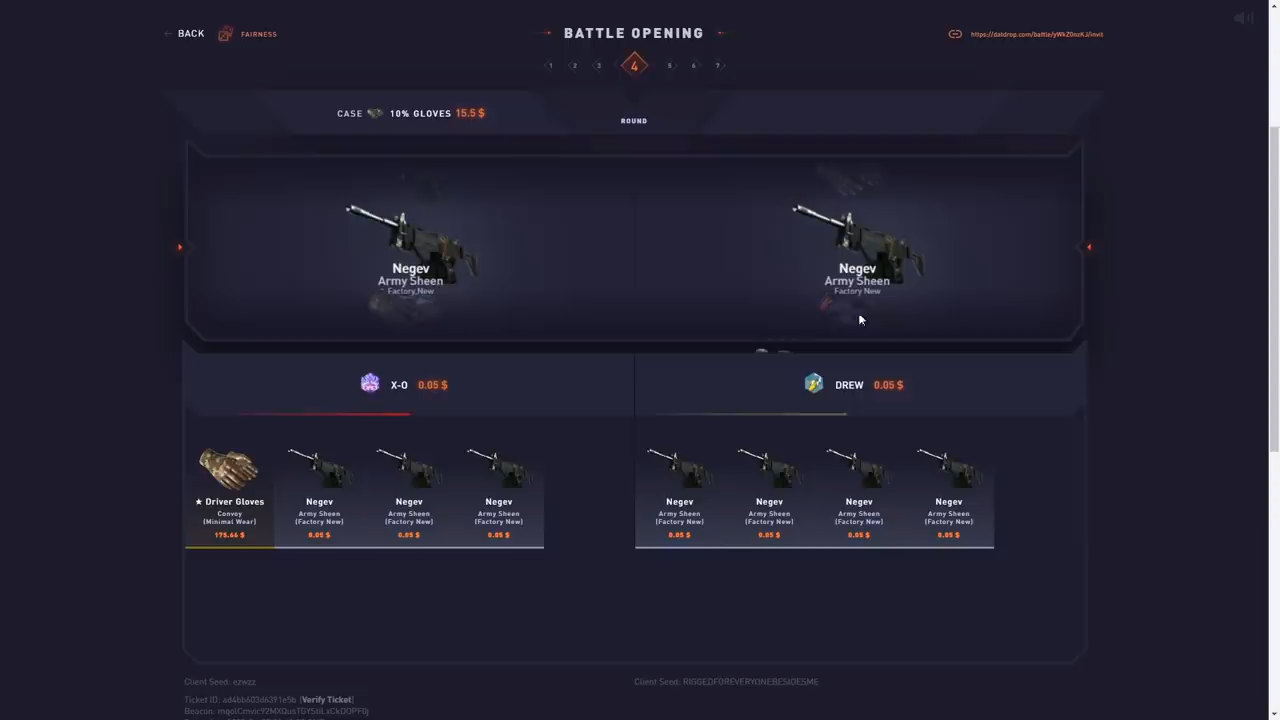 BACK
FAIRNESS
BATTLE OPENING
1 2 3 4 5 6 7
CASE 10% GLOVES 15.5 $
ROUND
Negev
Army Sheen
Factory New
Negev
Army Sheen
Factory New
X-O 0.05 $
DREW 0.05 $
★ Driver Gloves
Convoy
(Minimal Wear)
175.66 $
Negev
Army Sheen
(Factory New)
0.05 $
Negev
Army Sheen
(Factory New)
0.05 $
Negev
Army Sheen
(Factory New)
0.05 $
Negev
Army Sheen
(Factory New)
0.05 $
Negev
Army Sheen
(Factory New)
0.05 $
Negev
Army Sheen
(Factory New)
0.05 $
Negev
Army Sheen
(Factory New)
0.05 $
Client Seed: ezwzz
Client Seed: RIGGEDFOREVERYONEBESIDESME
Ticket ID: ad4bb603d6391e5b (Verify Ticket)
Beacon: